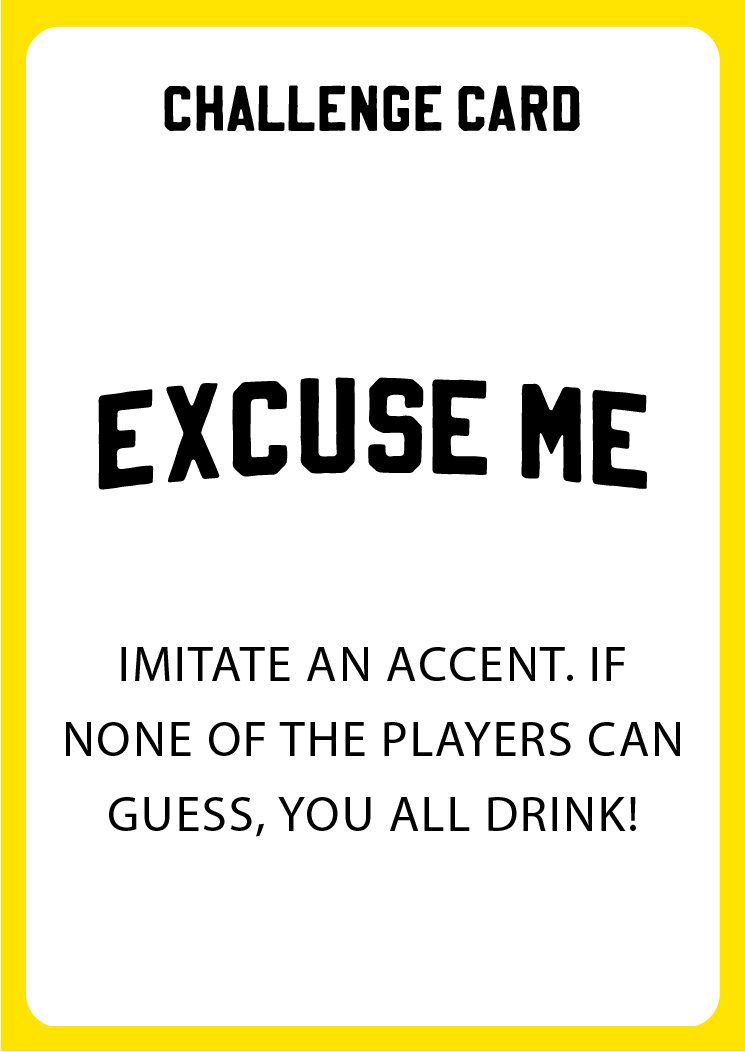 CHALLENGE CARD
EXCUSE ME
IMITATE AN ACCENT. IF
NONE OF THE PLAYERS CAN
GUESS, YOU ALL DRINK!